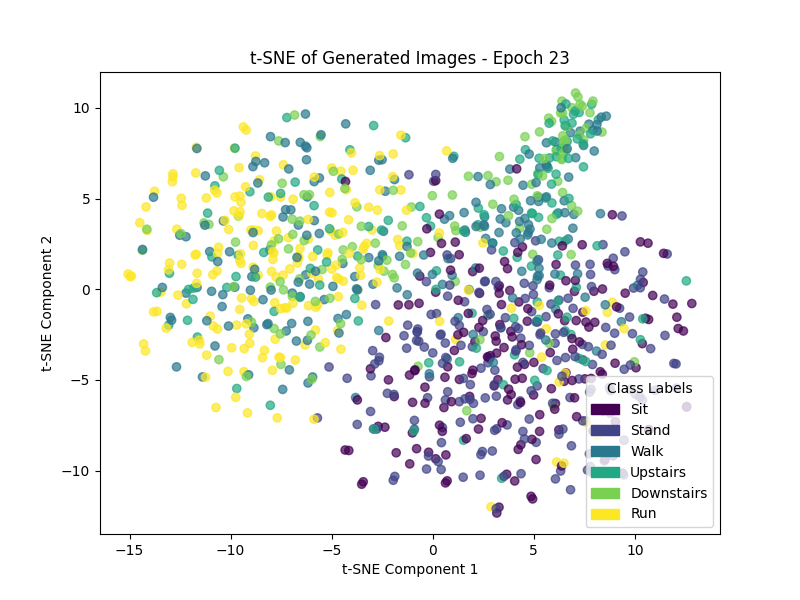 t-SNE of Generated Images - Epoch 23
t-SNE Component 2
10
5
0
−5
−10
Class Labels
Sit
Stand
Walk
Upstairs
Downstairs
Run
−15
−10
−5
0
5
10
t-SNE Component 1